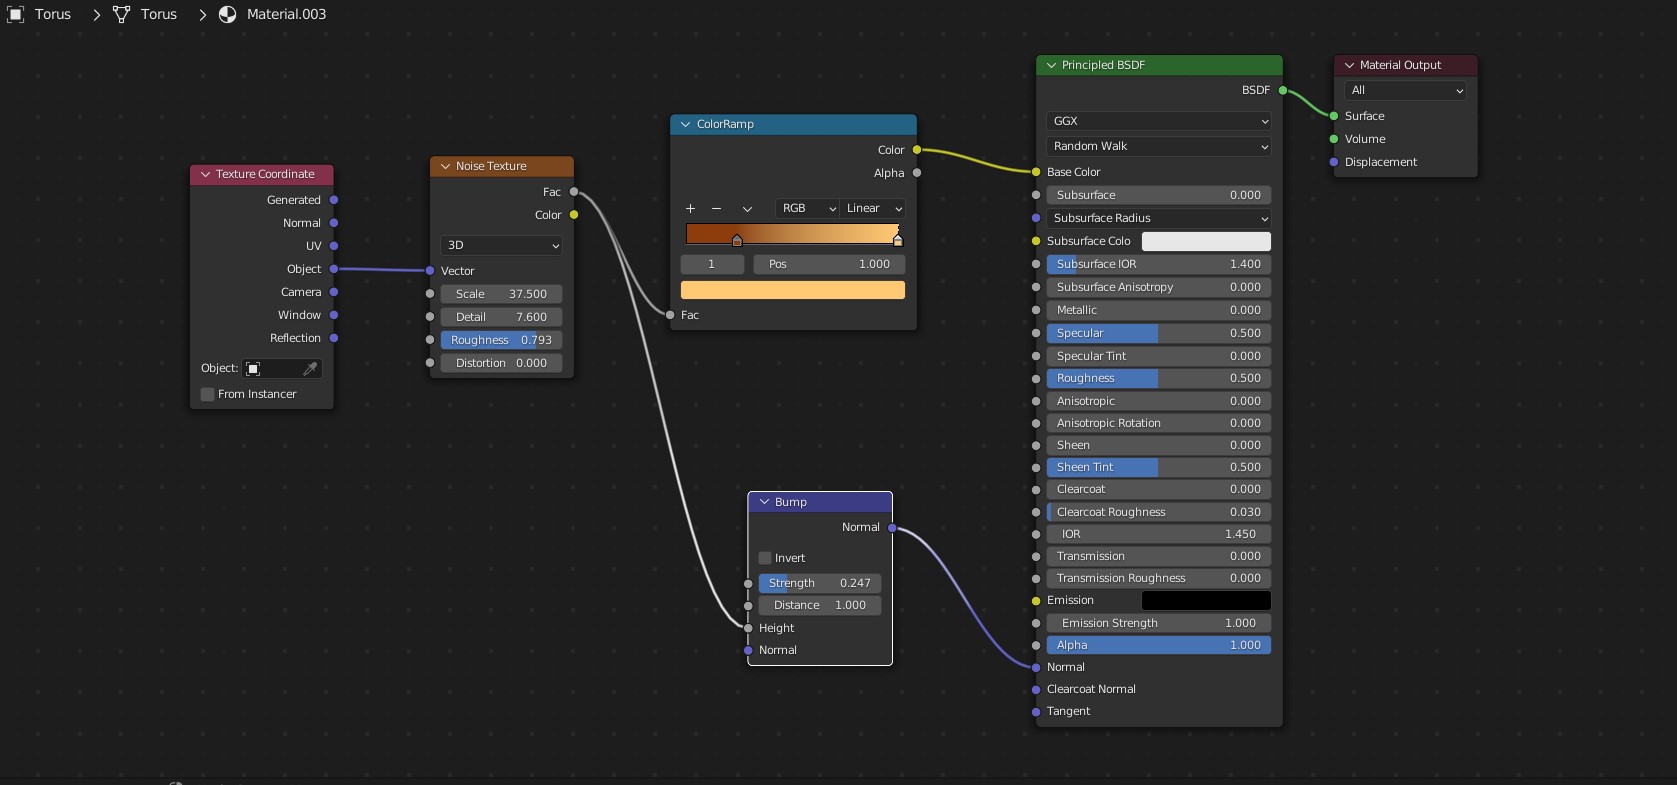 Torus > Torus > Material.003
Texture Coordinate
Generated
Normal
UV
Object
Camera
Window
Reflection
Object:
From Instancer
Noise Texture
Fac
Color
3D
Vector
Scale 37.500
Detail 7.600
Roughness 0.793
Distortion 0.000
ColorRamp
Color
Alpha
+ − RGB Linear
1 Pos 1.000
Fac
Bump
Normal
Invert
Strength 0.247
Distance 1.000
Height
Normal
Principled BSDF
BSDF
GGX
Random Walk
Base Color
Subsurface 0.000
Subsurface Radius
Subsurface Colo
Subsurface IOR 1.400
Subsurface Anisotropy 0.000
Metallic 0.000
Specular 0.500
Specular Tint 0.000
Roughness 0.500
Anisotropic 0.000
Anisotropic Rotation 0.000
Sheen 0.000
Sheen Tint 0.500
Clearcoat 0.000
Clearcoat Roughness 0.030
IOR 1.450
Transmission 0.000
Transmission Roughness 0.000
Emission
Emission Strength 1.000
Alpha 1.000
Normal
Clearcoat Normal
Tangent
Material Output
All
Surface
Volume
Displacement